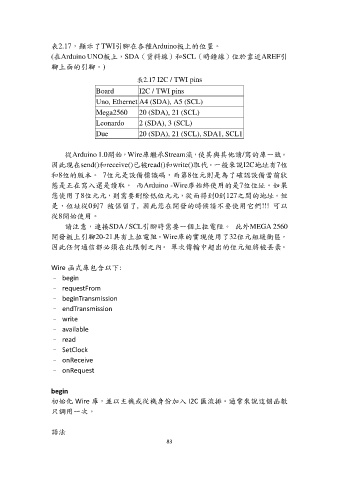 表2.17，顯示了TWI引腳在各種Arduino板上的位置。
(在Arduino UNO板上，SDA（資料線）和SCL（時鐘線）位於靠近AREF引
腳上面的引腳。)
表2.17 I2C / TWI pins
Board I2C / TWI pins
Uno, Ethernet A4 (SDA), A5 (SCL)
Mega2560 20 (SDA), 21 (SCL)
Leonardo 2 (SDA), 3 (SCL)
Due 20 (SDA), 21 (SCL), SDA1, SCL1
從Arduino 1.0開始，Wire庫繼承Stream流，使其與其他讀/寫的庫一致。
因此現在send()和receive()已被read()和write()取代。一般來說I2C地址有7位
和8位的版本。 7位元是設備標識碼，而第8位元則是為了確認設備當前狀
態是正在寫入還是讀取。 而Arduino -Wire庫始終使用的是7位位址。如果
您使用了8位元元，則需要刪除低位元元，從而得到0到127之間的地址。但
是，位址從0到7 被保留了, 因此您在開發的時候請不要使用它們!!! 可以
從8開始使用。
請注意，連接SDA / SCL引腳時需要一個上拉電阻。 此外MEGA 2560
開發板上引腳20-21具有上拉電阻。Wire庫的實現使用了32位元組緩衝區，
因此任何通信都必須在此限制之內。 單次傳輸中超出的位元組將被丟棄。
Wire 函式庫包含以下:
– begin
– requestFrom
– beginTransmission
– endTransmission
– write
– available
– read
– SetClock
– onReceive
– onRequest
begin
初始化 Wire 庫，並以主機或從機身份加入 I2C 匯流排。通常來說這個函數
只調用一次。
語法
83